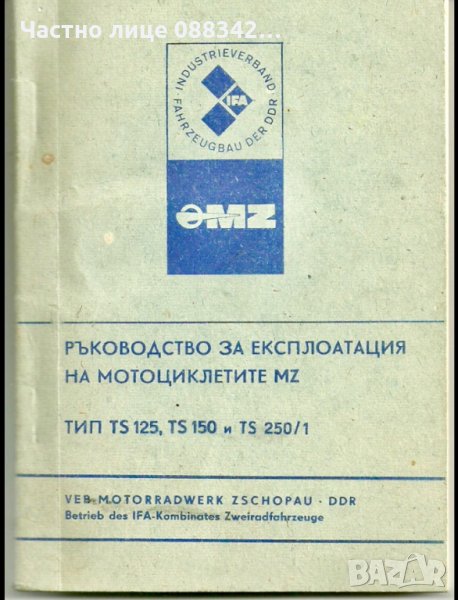 Частно лице 088342...
INDUSTRIEVERBAND
FAHRZEUGBAU DER DDR
IFA
MZ
РЪКОВОДСТВО ЗА ЕКСПЛОАТАЦИЯ
НА МОТОЦИКЛЕТИТЕ MZ
ТИП TS 125, TS 150 и TS 250/1
VEB MOTORRADWERK ZSCHOPAU · DDR
Betrieb des IFA-Kombinates Zweiradfahrzeuge
BAZAR